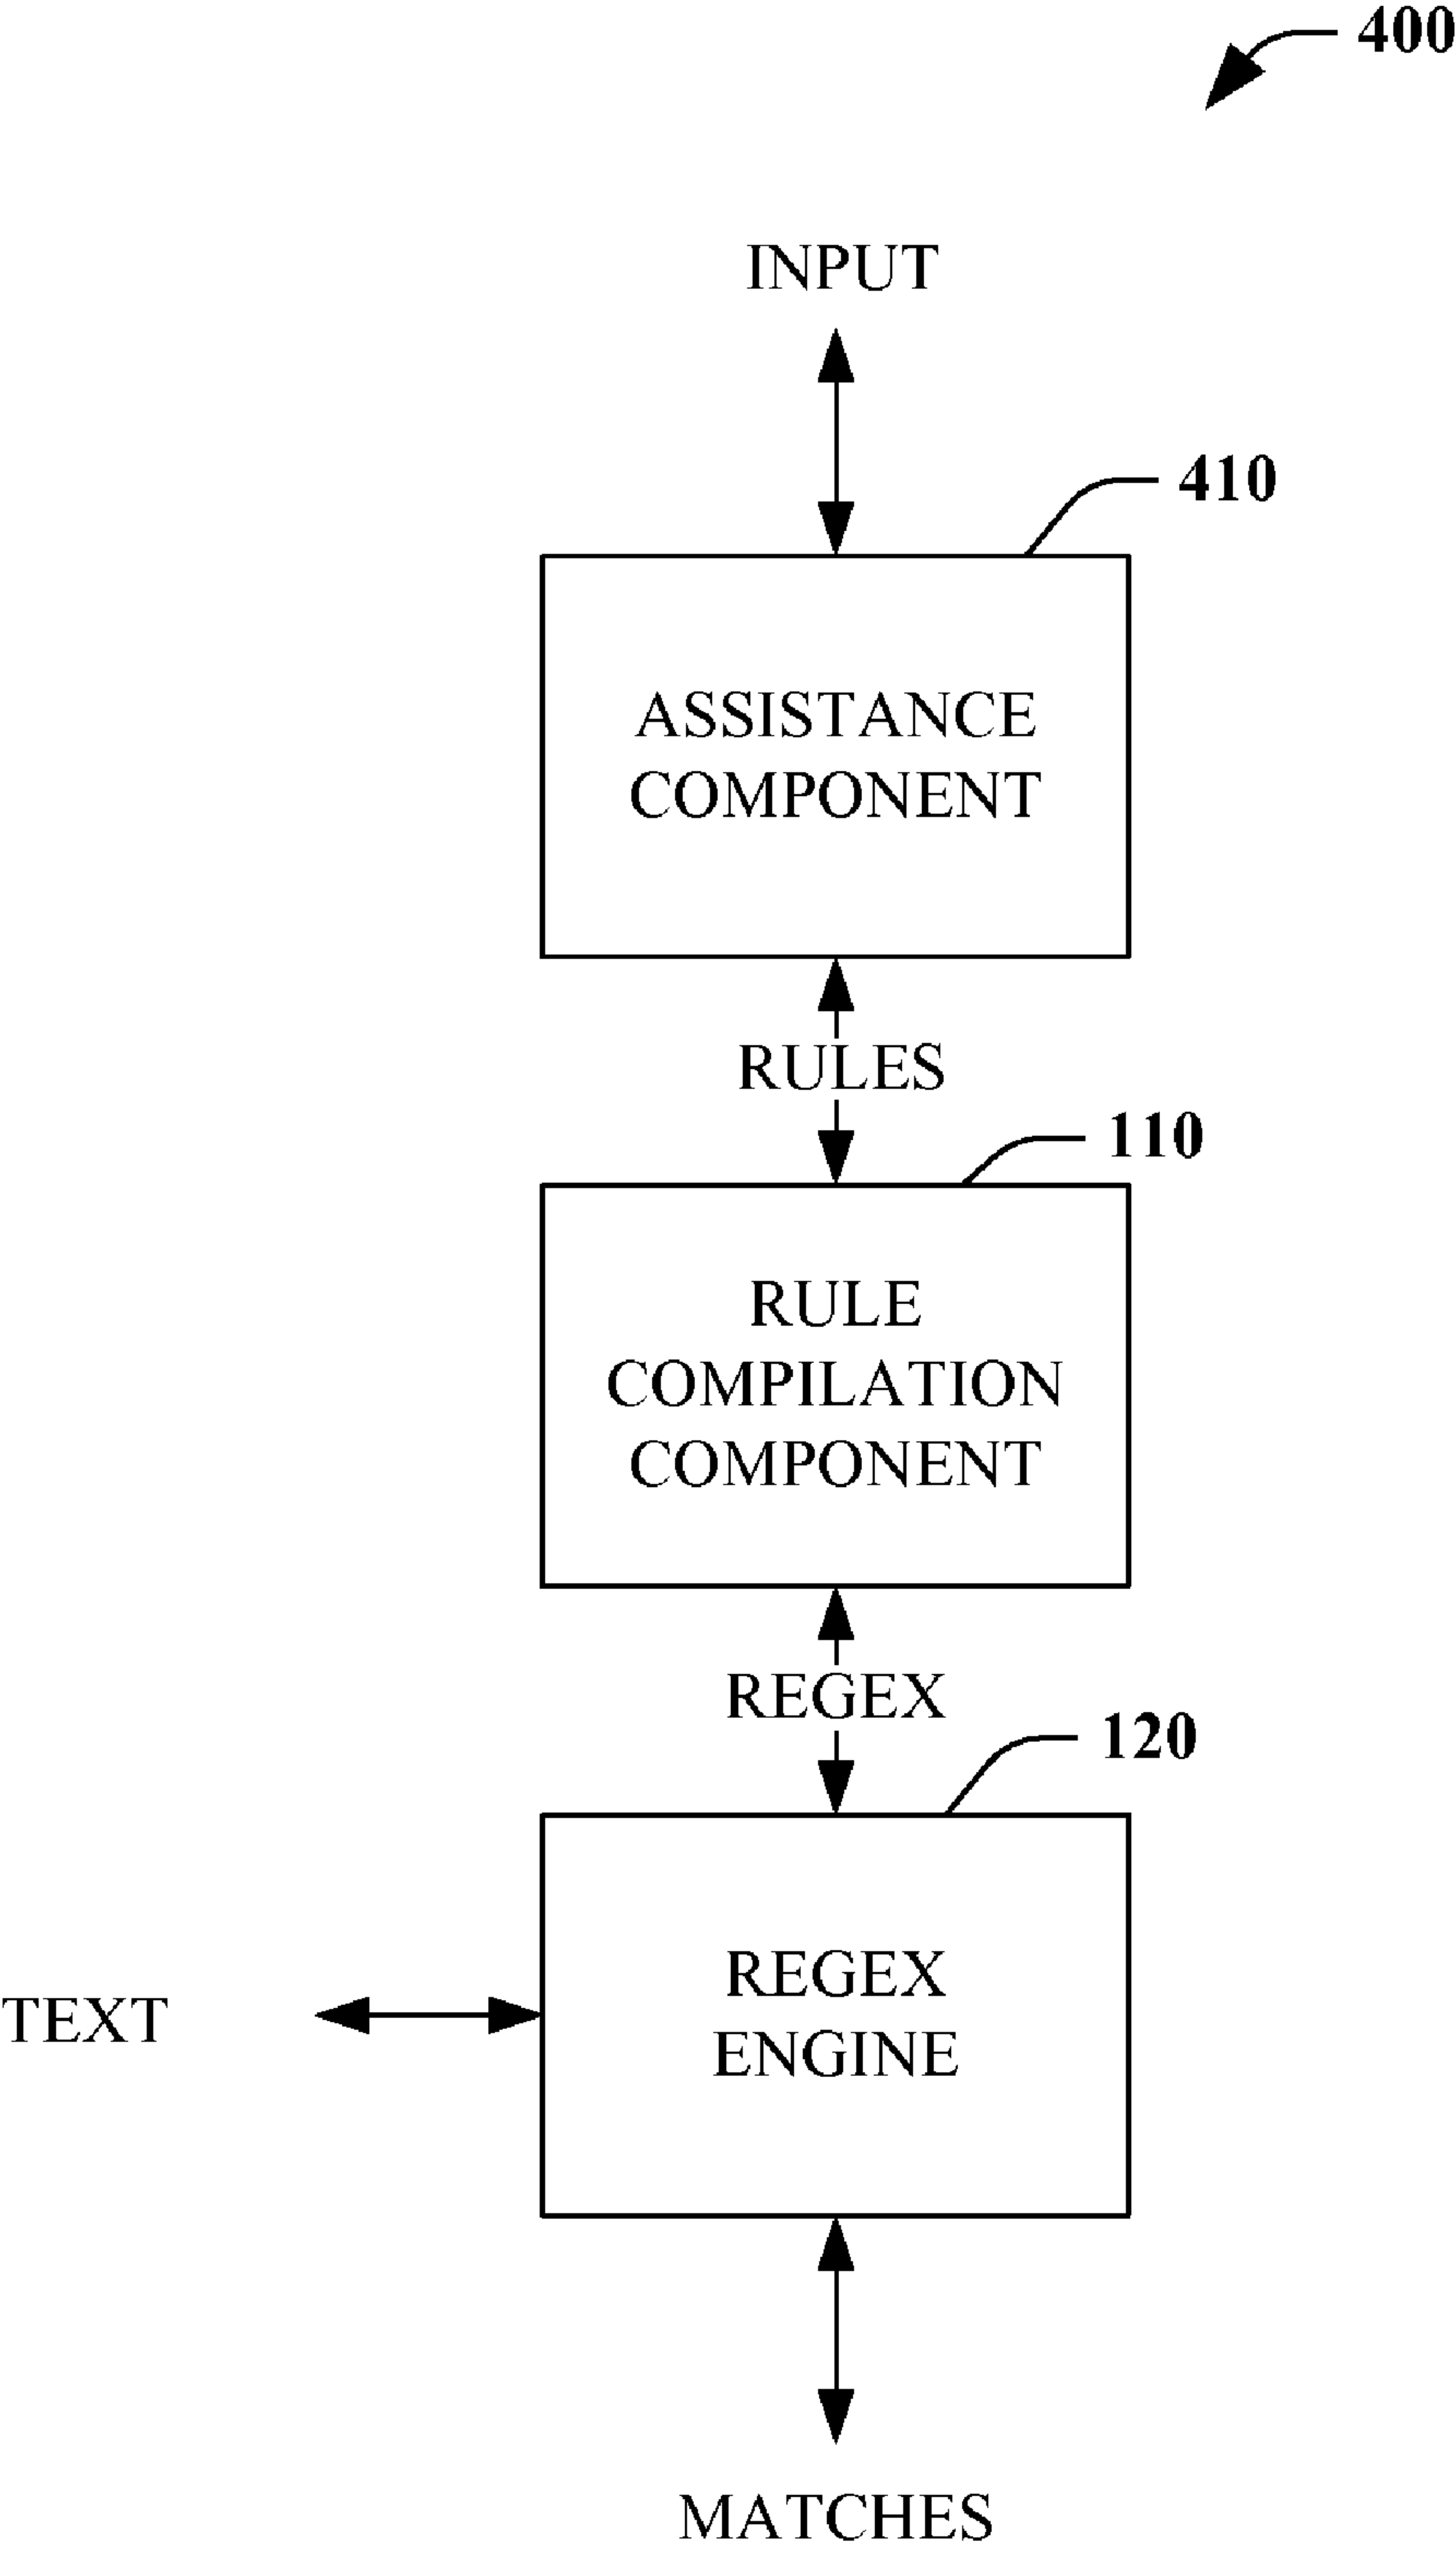 400
INPUT
410
ASSISTANCE
COMPONENT
RULES
110
RULE
COMPILATION
COMPONENT
REGEX
120
REGEX
ENGINE
TEXT
MATCHES